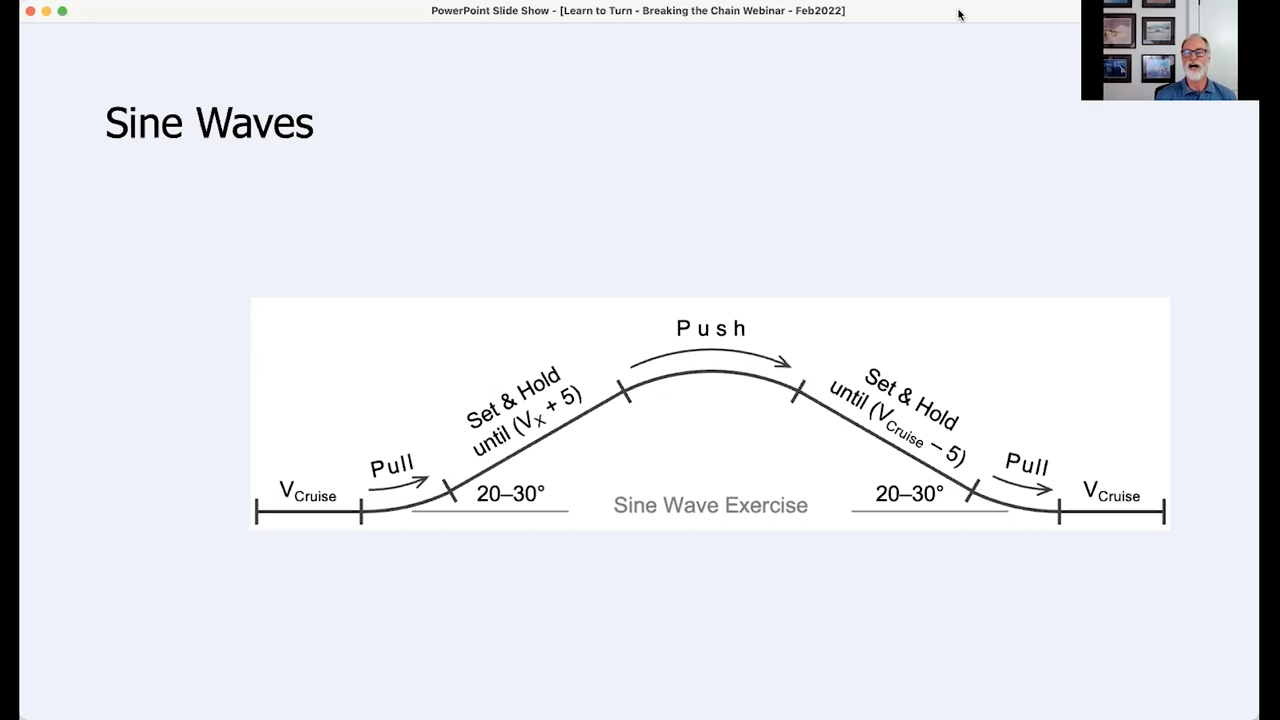 PowerPoint Slide Show - [Learn to Turn - Breaking the Chain Webinar - Feb2022]
Sine Waves
Push
Set & Hold
until (VX + 5)
Set & Hold
until (VCruise – 5)
Pull
Pull
VCruise
20–30°
Sine Wave Exercise
20–30°
VCruise